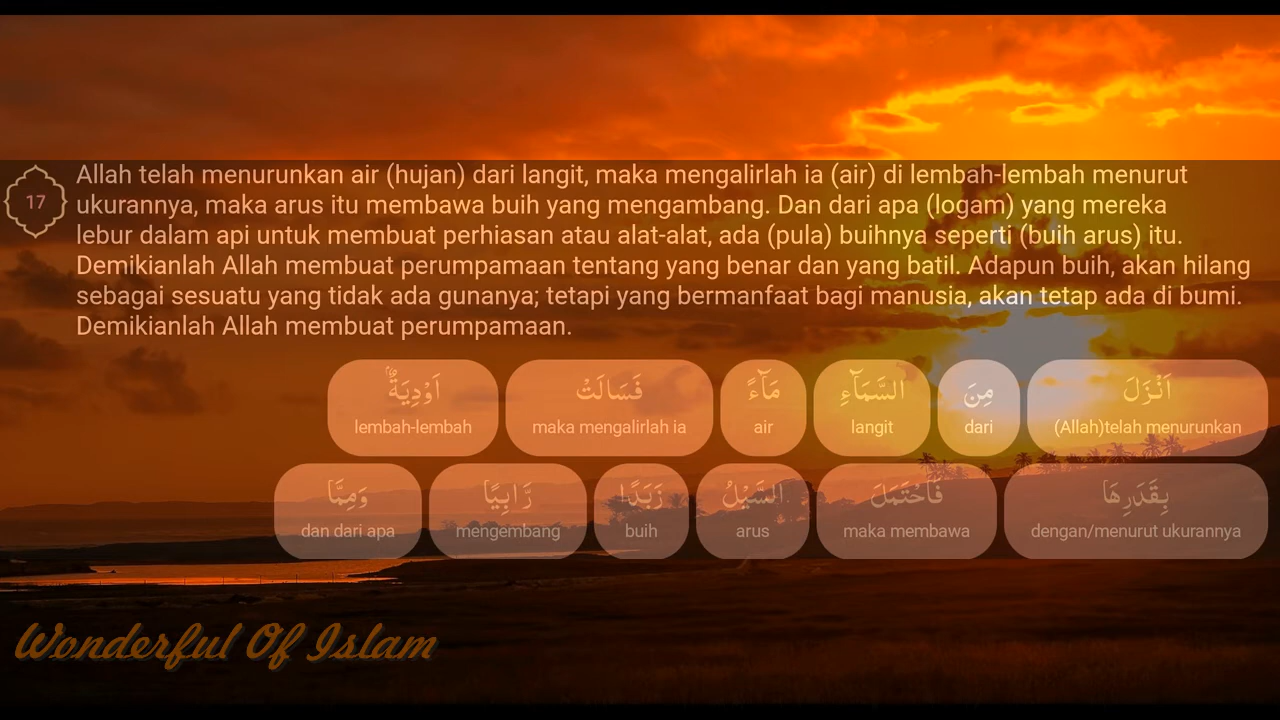 17
Allah telah menurunkan air (hujan) dari langit, maka mengalirlah ia (air) di lembah-lembah menurut
ukurannya, maka arus itu membawa buih yang mengambang. Dan dari apa (logam) yang mereka
lebur dalam api untuk membuat perhiasan atau alat-alat, ada (pula) buihnya seperti (buih arus) itu.
Demikianlah Allah membuat perumpamaan tentang yang benar dan yang batil. Adapun buih, akan hilang
sebagai sesuatu yang tidak ada gunanya; tetapi yang bermanfaat bagi manusia, akan tetap ada di bumi.
Demikianlah Allah membuat perumpamaan.
اَنْزَلَ مِنَ السَّمَاۤءِ مَاۤءً فَسَالَتْ اَوْدِيَةٌۢ
(Allah)telah menurunkan dari langit air maka mengalirlah ia lembah-lembah
بِقَدَرِهَا فَاحْتَمَلَ السَّيْلُ زَبَدًا رَّابِيًا وَمِمَّا
dengan/menurut ukurannya maka membawa arus buih mengembang dan dari apa
Wonderful Of Islam